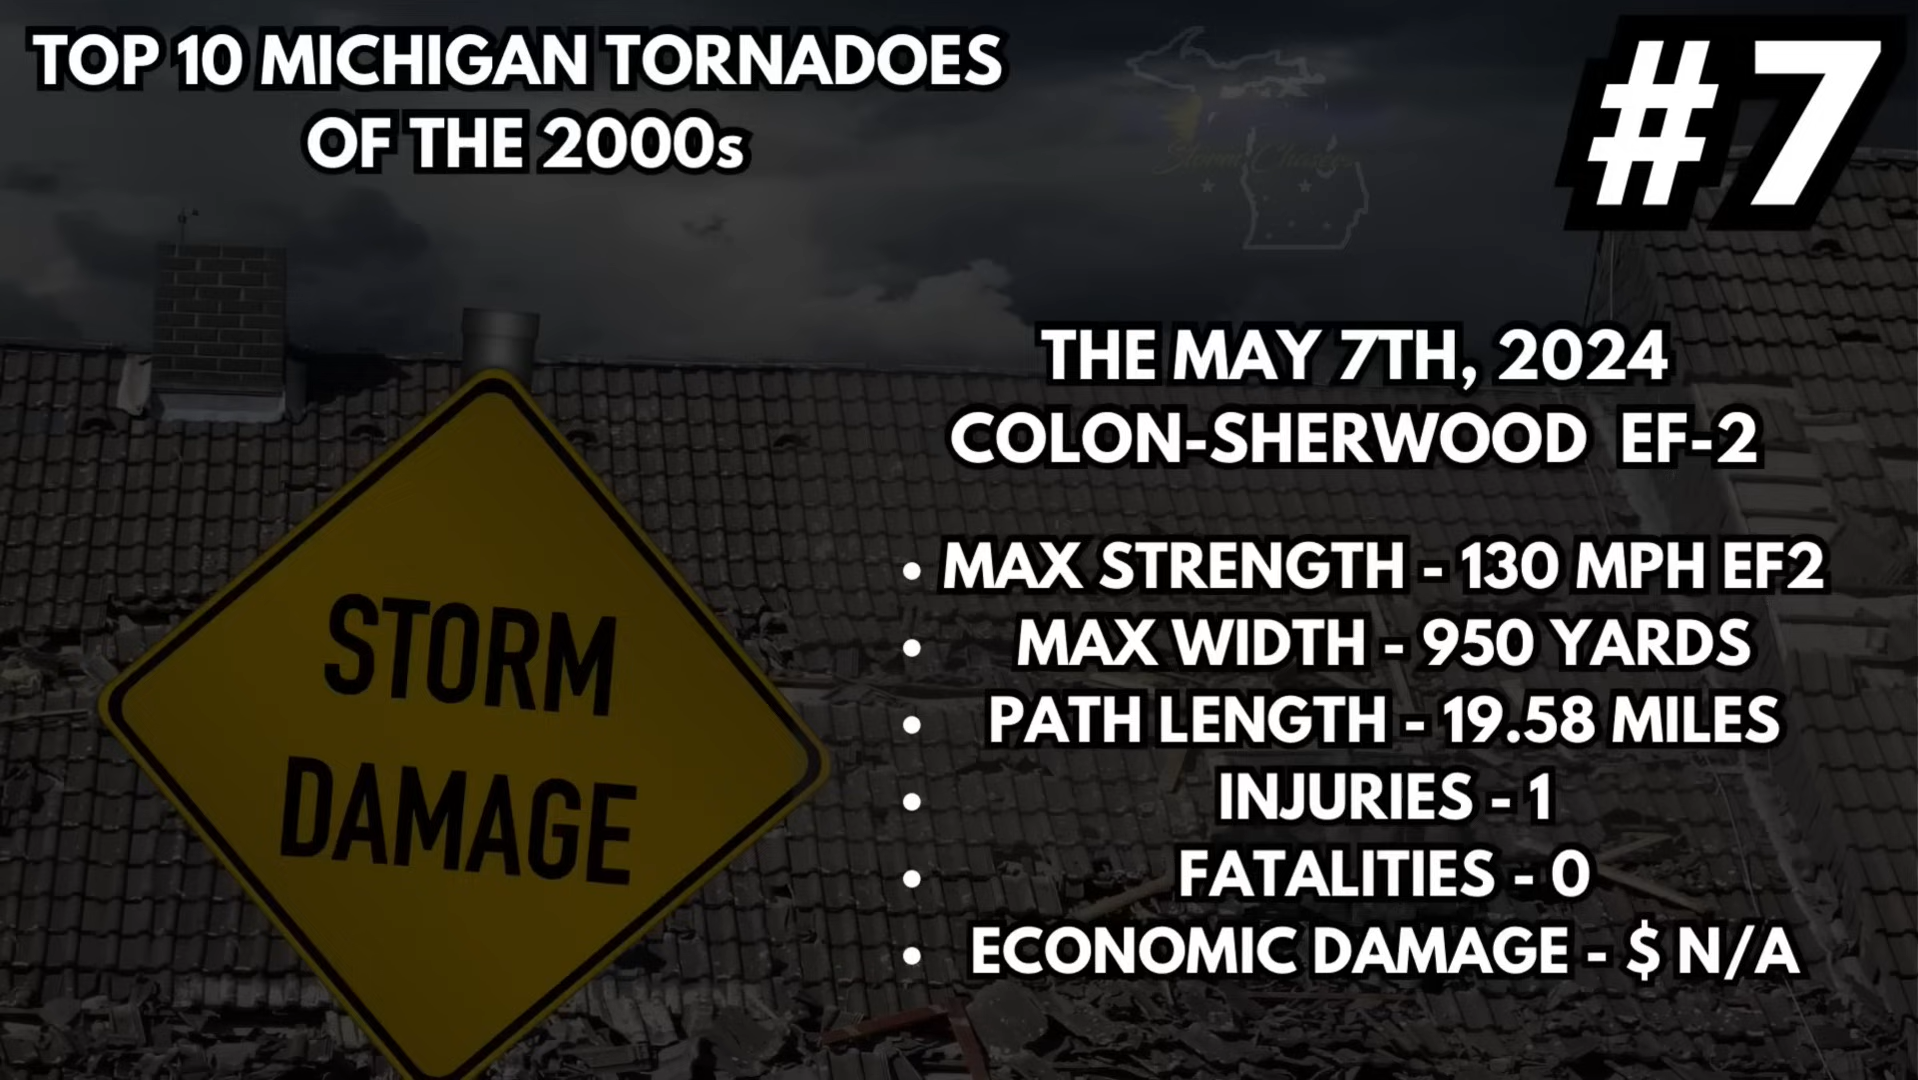 TOP 10 MICHIGAN TORNADOES
OF THE 2000s
#7
Storm Chasers
THE MAY 7TH, 2024
COLON-SHERWOOD EF-2
• MAX STRENGTH - 130 MPH EF2
• MAX WIDTH - 950 YARDS
• PATH LENGTH - 19.58 MILES
• INJURIES - 1
• FATALITIES - 0
• ECONOMIC DAMAGE - $ N/A
STORM
DAMAGE